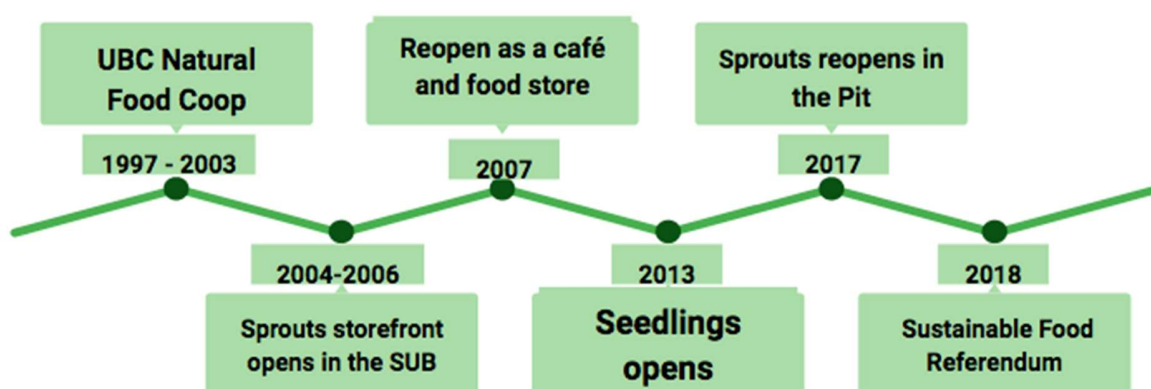 UBC Natural
Food Coop
1997 - 2003
2004-2006
Sprouts storefront
opens in the SUB
Reopen as a café
and food store
2007
2013
Seedlings
opens
Sprouts reopens in
the Pit
2017
2018
Sustainable Food
Referendum